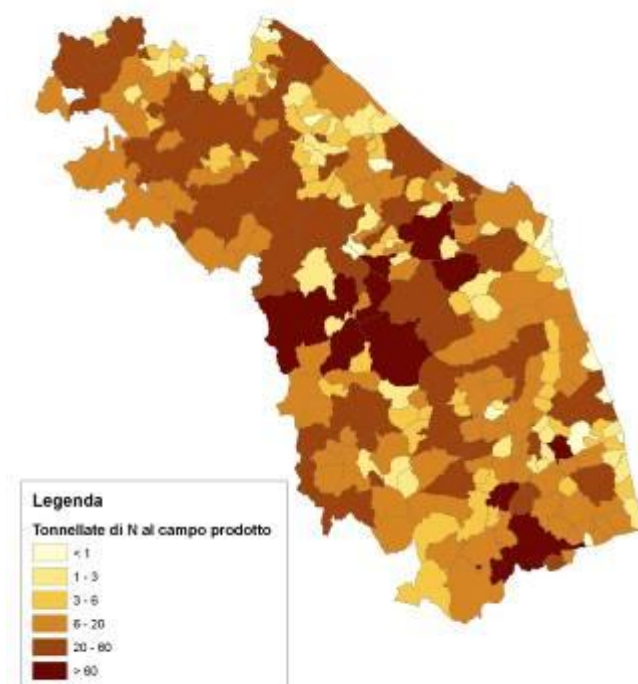 Legenda
Tonnellate di N al campo prodotto
< 1
1 - 3
3 - 6
6 - 20
20 - 60
> 60